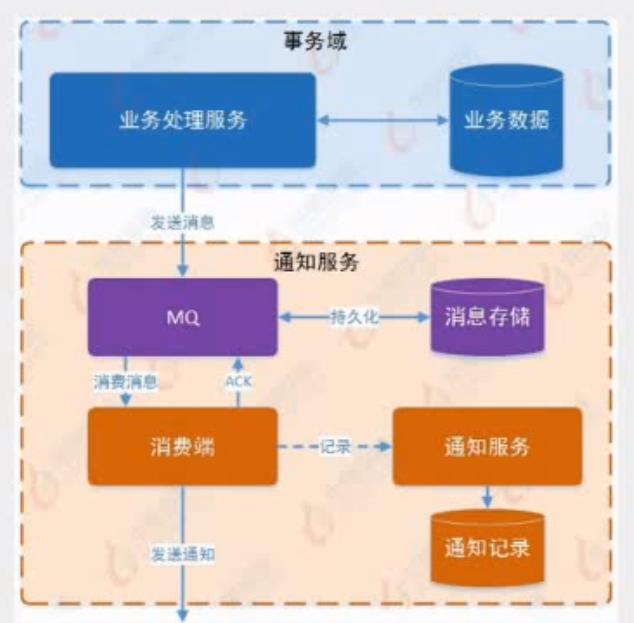 事务域
业务处理服务
业务数据
发送消息
通知服务
MQ
持久化
消息存储
消费消息
ACK
消费端
记录
通知服务
发送通知
通知记录